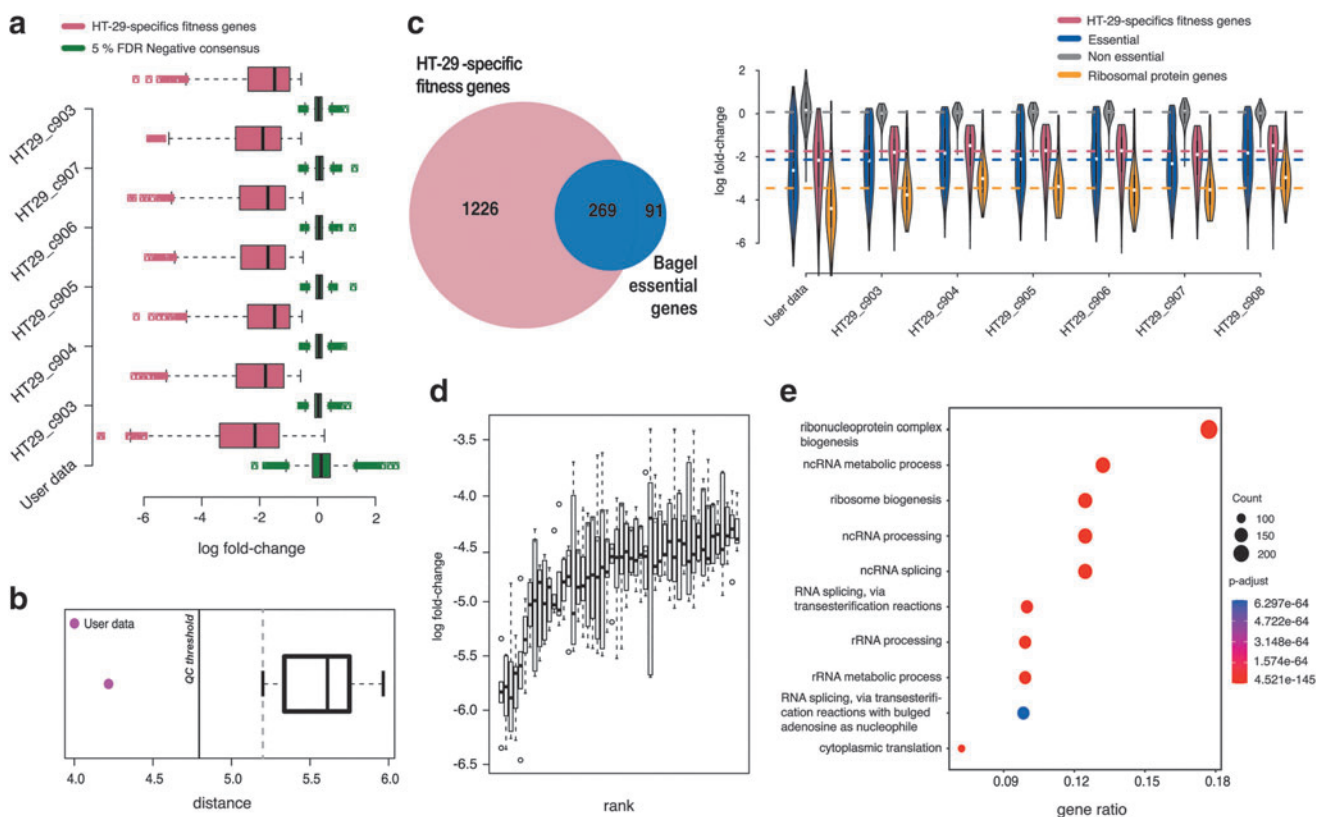 a
HT-29-specifics fitness genes
5 % FDR Negative consensus
HT29_c903
HT29_c907
HT29_c906
HT29_c905
HT29_c904
HT29_c903
User data
-6
-4
-2
0
2
log fold-change
b
User data
QC threshold
4.0
4.5
5.0
5.5
6.0
distance
c
HT-29 -specific
fitness genes
1226
269
91
Bagel
essential
genes
HT-29-specifics fitness genes
Essential
Non essential
Ribosomal protein genes
2
0
-2
-4
-6
log fold-change
User data
HT29_c903
HT29_c904
HT29_c905
HT29_c906
HT29_c907
HT29_c908
d
-3.5
-4.0
-4.5
-5.0
-5.5
-6.0
-6.5
log fold-change
rank
e
ribonucleoprotein complex
biogenesis
ncRNA metabolic process
ribosome biogenesis
ncRNA processing
ncRNA splicing
RNA splicing, via
transesterification reactions
rRNA processing
rRNA metabolic process
RNA splicing, via transesterifi-
cation reactions with bulged
adenosine as nucleophile
cytoplasmic translation
0.09
0.12
0.15
0.18
gene ratio
Count
100
150
200
p-adjust
6.297e-64
4.722e-64
3.148e-64
1.574e-64
4.521e-145